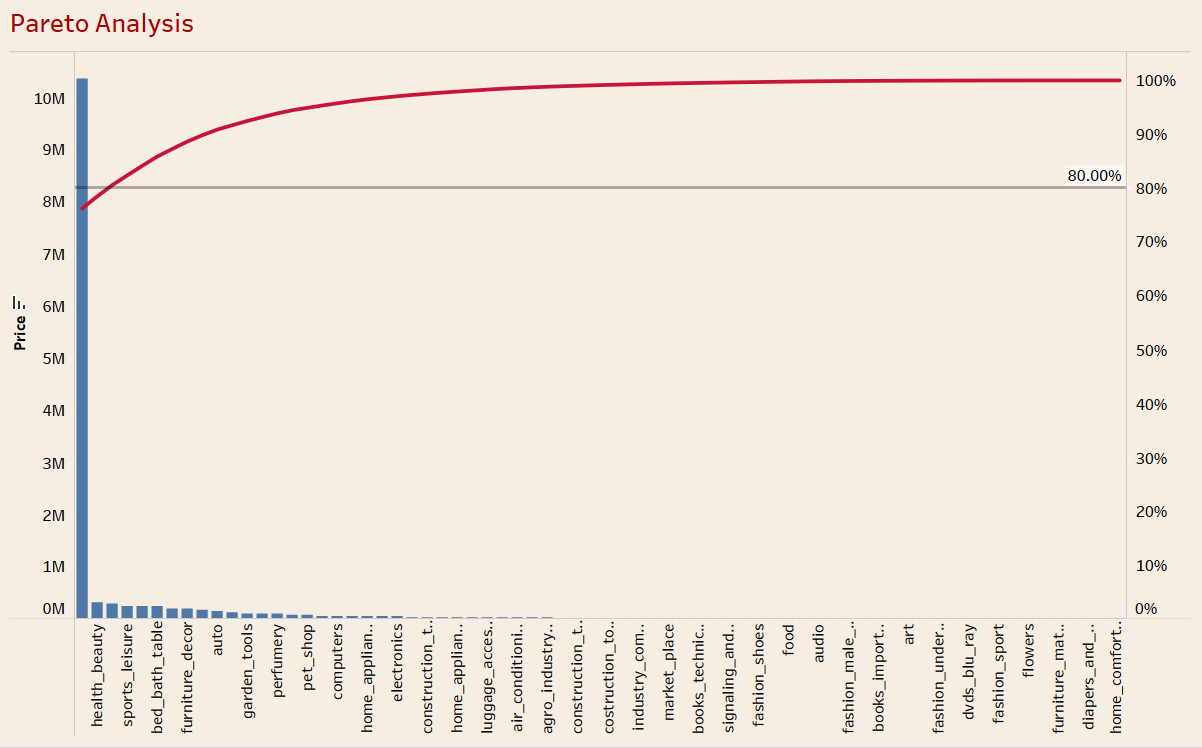 Pareto Analysis
10M
9M
8M
7M
6M
5M
4M
3M
2M
1M
0M
Price
80.00%
100%
90%
80%
70%
60%
50%
40%
30%
20%
10%
0%
health_beauty
sports_leisure
bed_bath_table
furniture_decor
auto
garden_tools
perfumery
pet_shop
computers
home_applian..
electronics
construction_t..
home_applian..
luggage_acces..
air_conditioni..
agro_industry..
construction_t..
costruction_to..
industry_com..
market_place
books_technic..
signaling_and..
fashion_shoes
food
audio
fashion_male_..
books_import..
art
fashion_under..
dvds_blu_ray
fashion_sport
flowers
furniture_mat..
diapers_and_..
home_comfort..